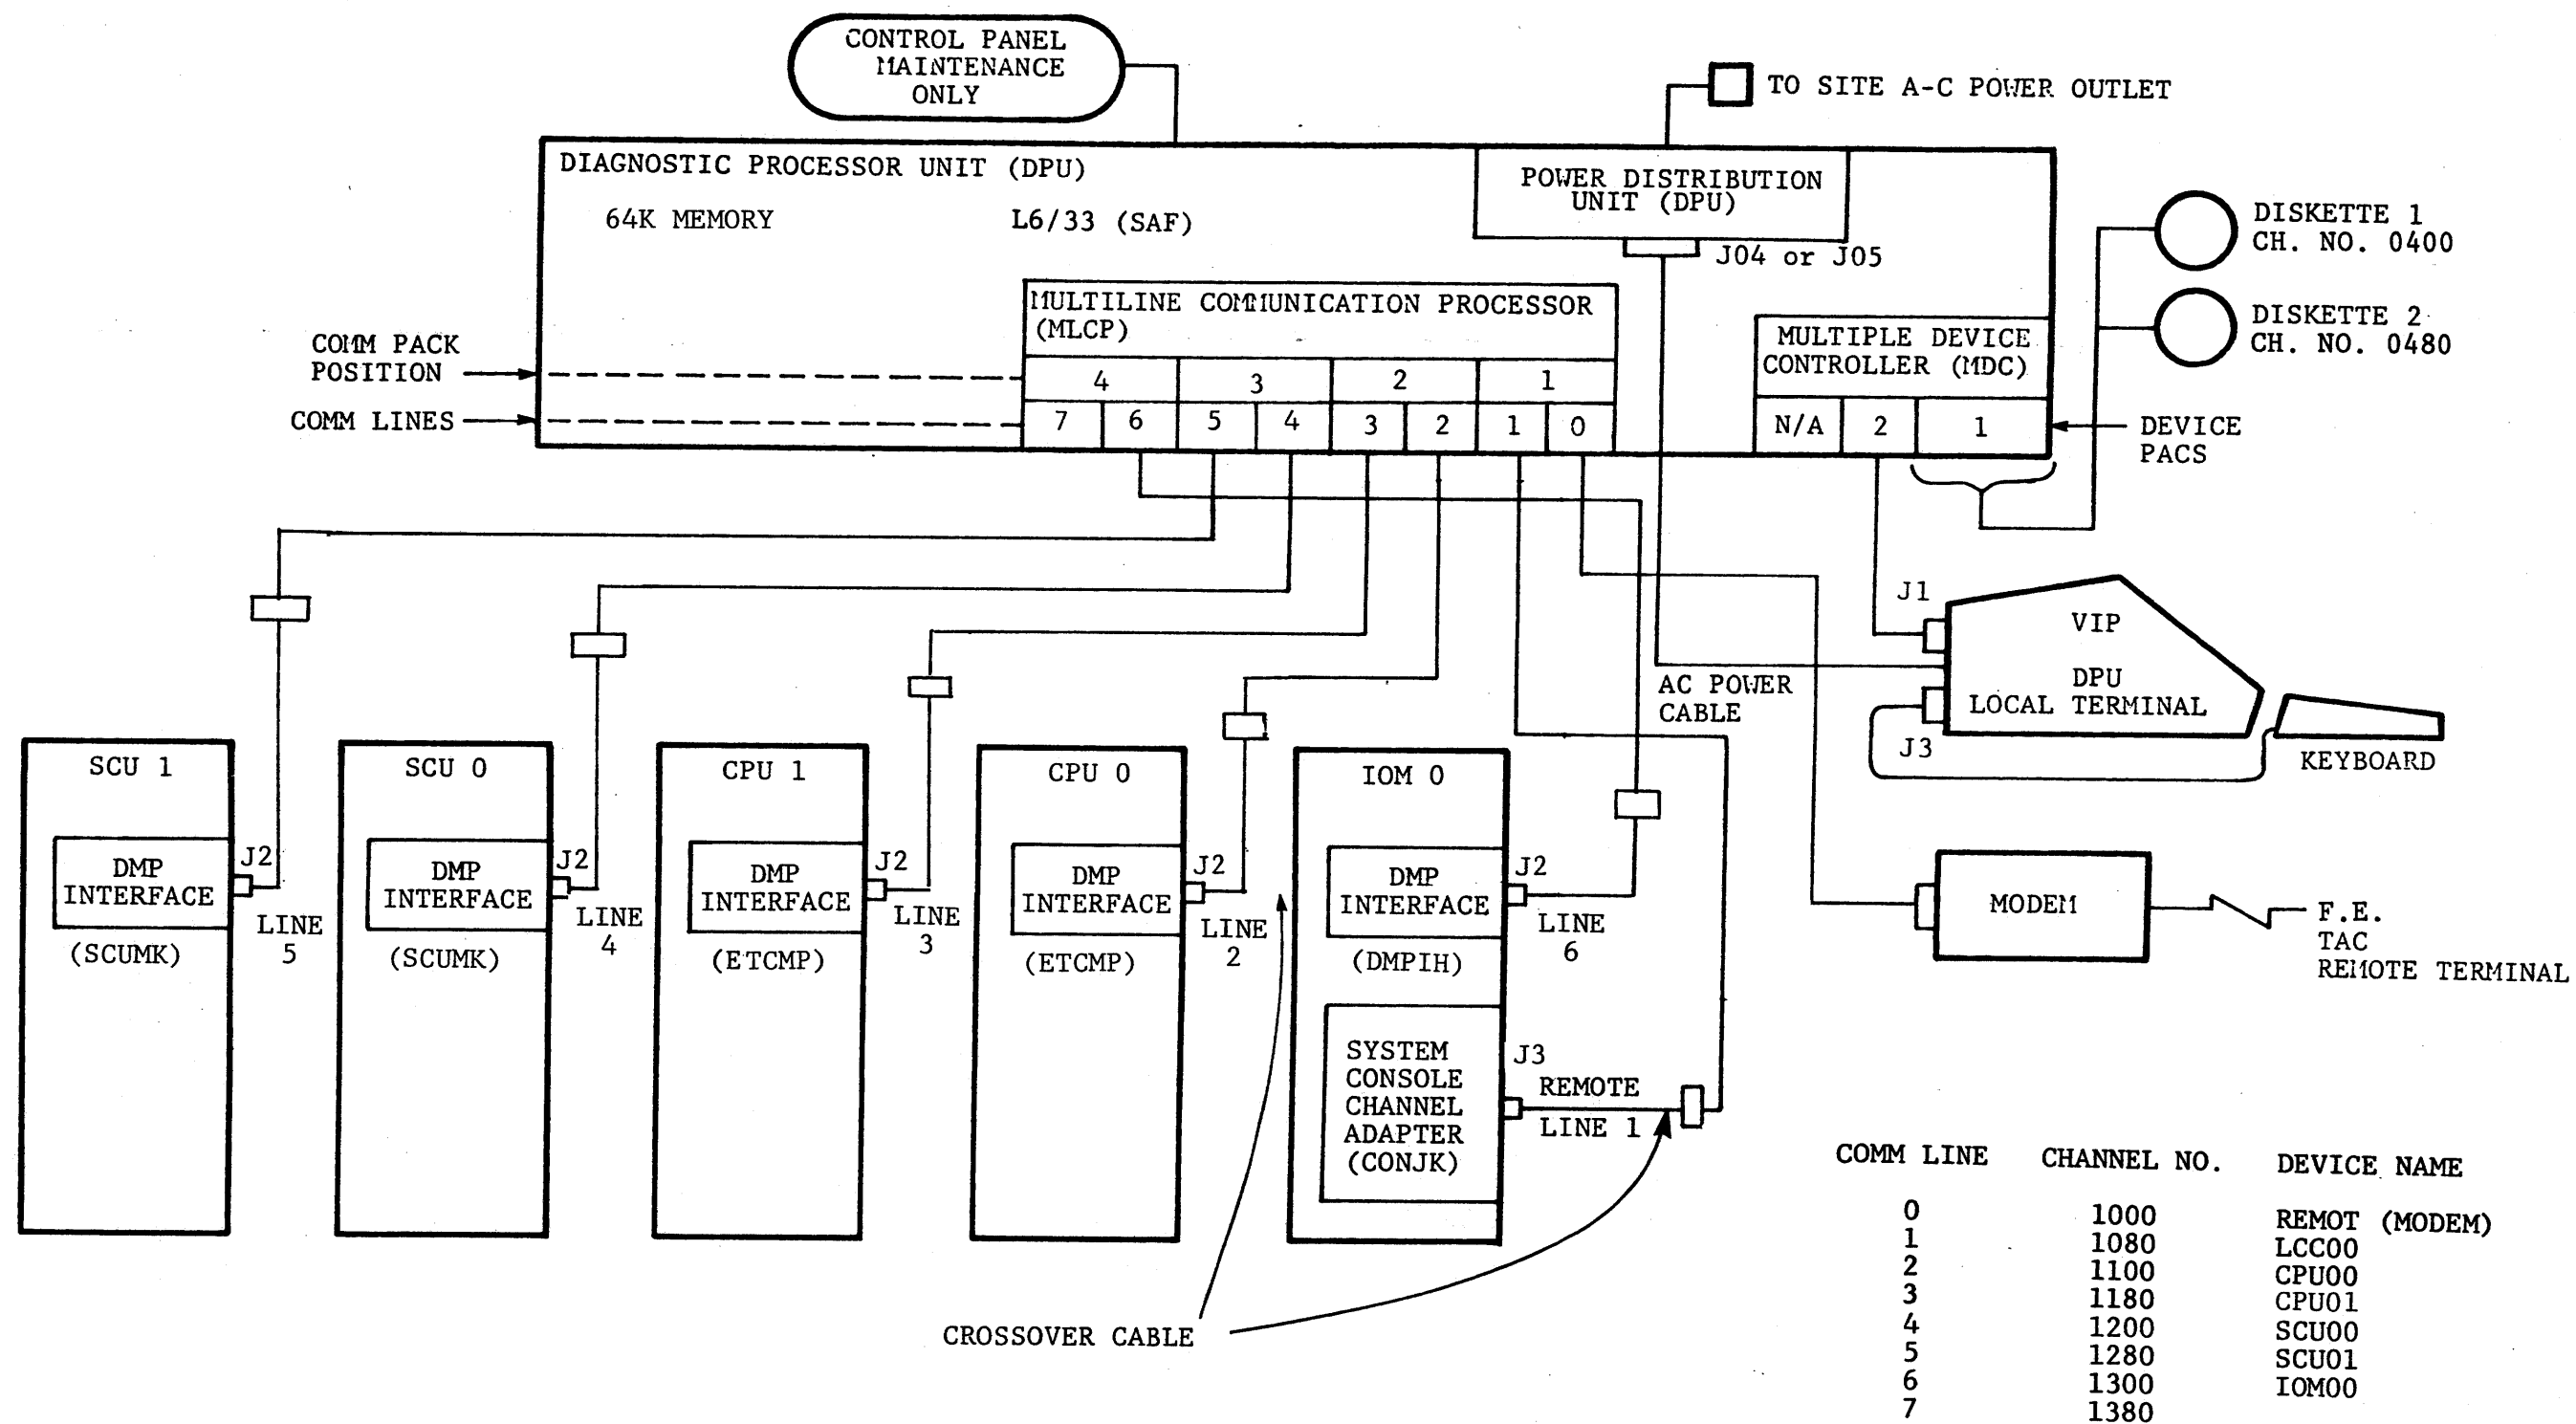 CONTROL PANEL
MAINTENANCE
ONLY
TO SITE A-C POWER OUTLET
DIAGNOSTIC PROCESSOR UNIT (DPU)
64K MEMORY
L6/33 (SAF)
POWER DISTRIBUTION
UNIT (DPU)
J04 or J05
DISKETTE 1
CH. NO. 0400
DISKETTE 2
CH. NO. 0480
MULTILINE COMMUNICATION PROCESSOR
(MLCP)
MULTIPLE DEVICE
CONTROLLER (MDC)
COMM PACK
POSITION
4 3 2 1
COMM LINES
7 6 5 4 3 2 1 0
N/A 2 1
DEVICE
PACS
J1
VIP
DPU
LOCAL TERMINAL
J3
KEYBOARD
AC POWER
CABLE
SCU 1
DMP
INTERFACE
(SCUMK)
J2
LINE
5
SCU 0
DMP
INTERFACE
(SCUMK)
J2
LINE
4
CPU 1
DMP
INTERFACE
(ETCMP)
J2
LINE
3
CPU 0
DMP
INTERFACE
(ETCMP)
J2
LINE
2
IOM 0
DMP
INTERFACE
(DMPIH)
J2
LINE
6
SYSTEM
CONSOLE
CHANNEL
ADAPTER
(CONJK)
J3
REMOTE
LINE 1
MODEM
F.E.
TAC
REMOTE TERMINAL
CROSSOVER CABLE
COMM LINE CHANNEL NO. DEVICE NAME
0 1000 REMOT (MODEM)
1 1080 LCC00
2 1100 CPU00
3 1180 CPU01
4 1200 SCU00
5 1280 SCU01
6 1300 IOM00
7 1380